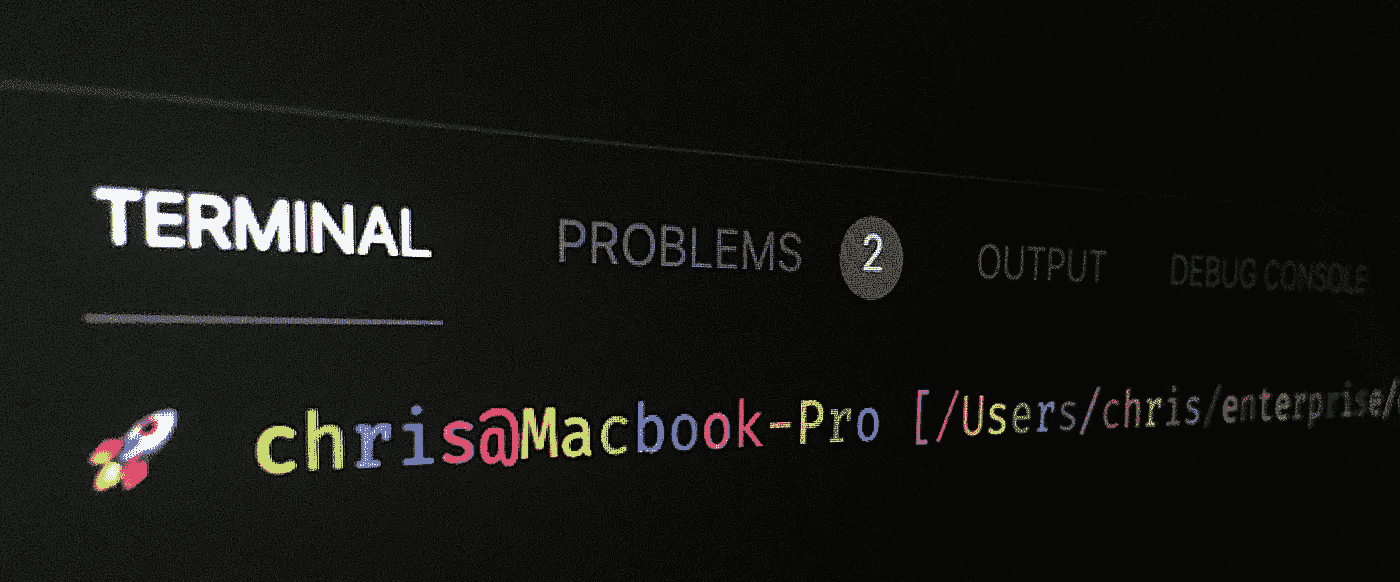 TERMINAL PROBLEMS 2 OUTPUT DEBUG CONSOLE
🚀 chris@Macbook-Pro [/Users/chris/enterprise/